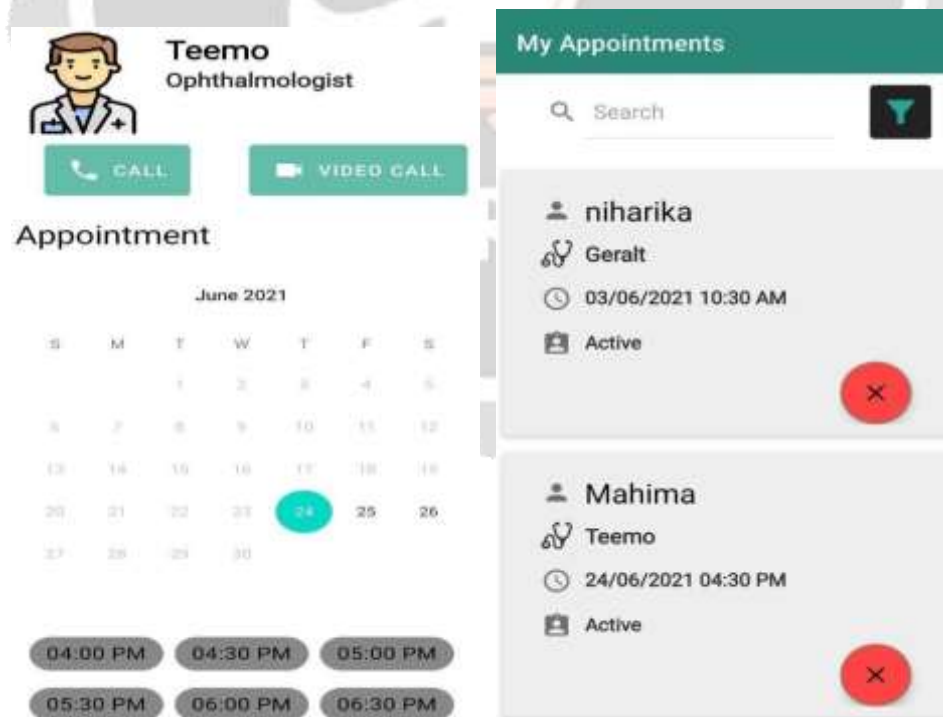 Teemo
Ophthalmologist
CALL
VIDEO CALL
Appointment
June 2021
S M T W T F S
1 2 3 4 5
6 7 8 9 10 11 12
13 14 15 16 17 18 19
20 21 22 23 24 25 26
27 28 29 30
04:00 PM 04:30 PM 05:00 PM
05:30 PM 06:00 PM 06:30 PM
My Appointments
Search
niharika
Geralt
03/06/2021 10:30 AM
Active
Mahima
Teemo
24/06/2021 04:30 PM
Active